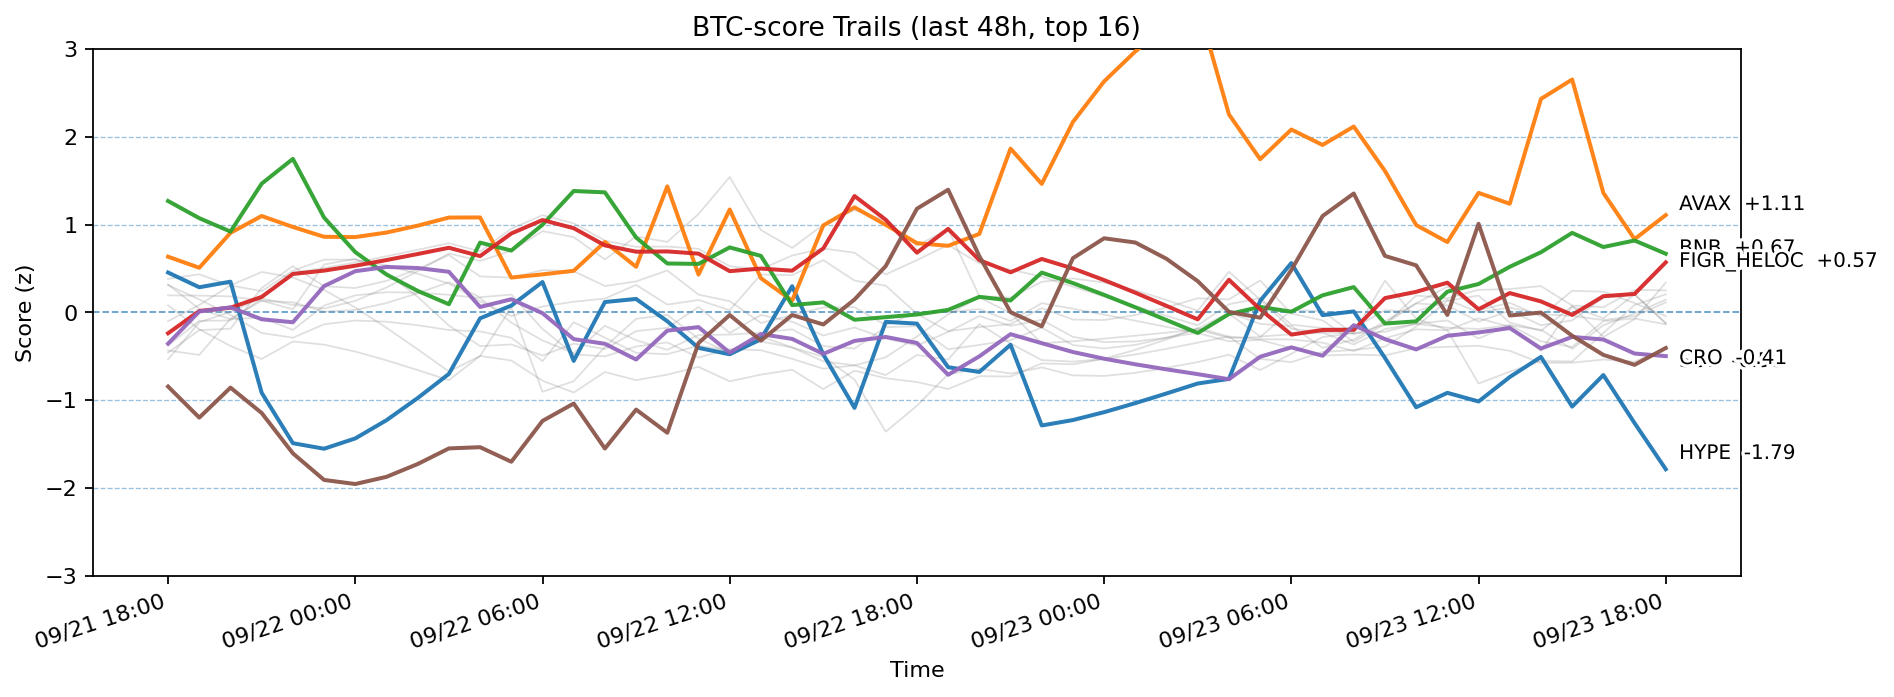 BTC-score Trails (last 48h, top 16)
Score (z)
3
2
1
0
−1
−2
−3
AVAX +1.11
BNB +0.67
FIGR_HELOC +0.57
CRO -0.41
HYPE -1.79
09/21 18:00
09/22 00:00
09/22 06:00
09/22 12:00
09/22 18:00
09/23 00:00
09/23 06:00
09/23 12:00
09/23 18:00
Time